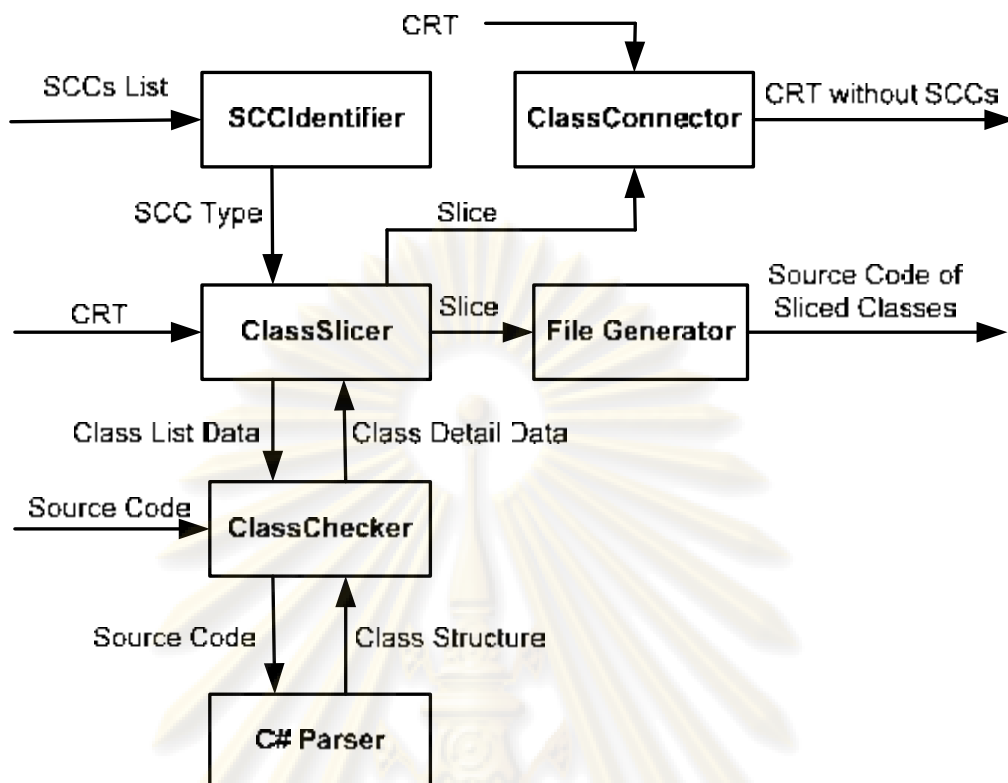 CRT
SCCs List
SCCIdentifier
ClassConnector
CRT without SCCs
SCC Type
Slice
CRT
ClassSlicer
Slice
File Generator
Source Code of
Sliced Classes
Class List Data
Class Detail Data
Source Code
ClassChecker
Source Code
Class Structure
C# Parser